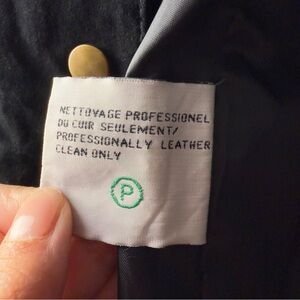 NETTOYAGE PROFESSIONEL
DU CUIR SEULEMENT/
PROFESSIONALLY LEATHER
CLEAN ONLY
P